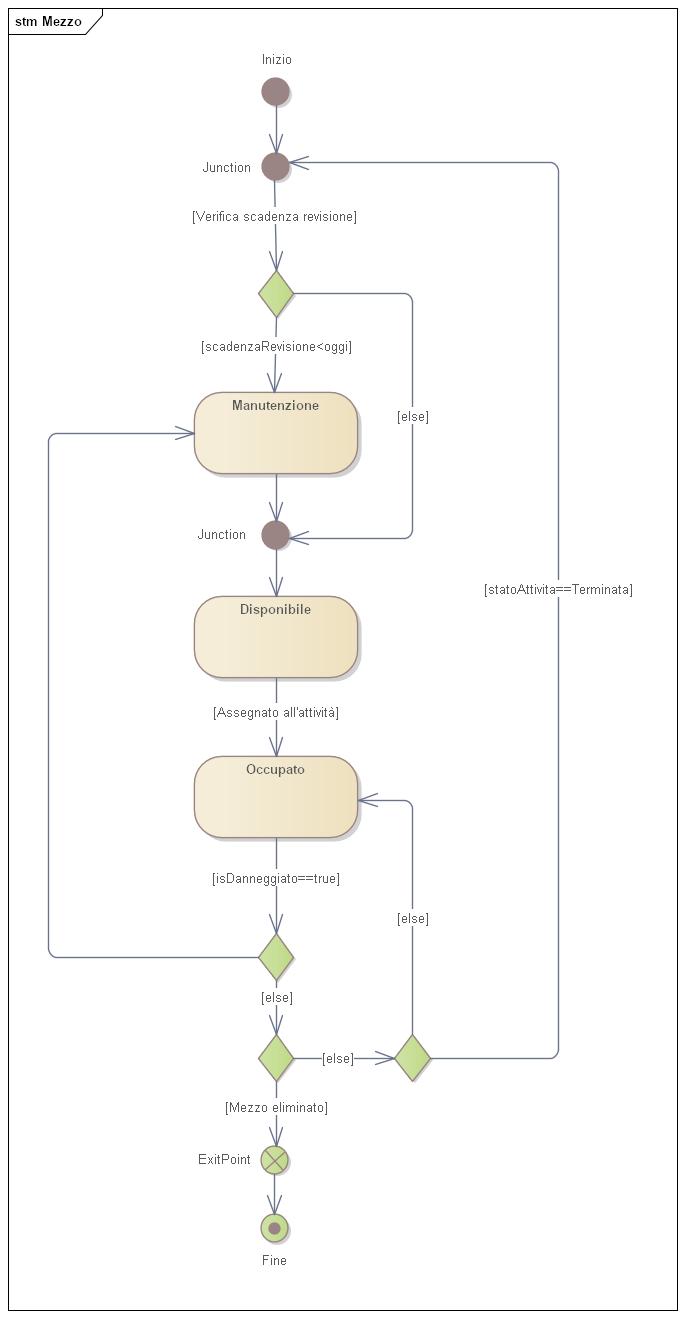 stm Mezzo
Inizio
Junction
[Verifica scadenza revisione]
[scadenzaRevisione<oggi]
Manutenzione
[else]
Junction
[statoAttivita==Terminata]
Disponibile
[Assegnato all'attività]
Occupato
[isDanneggiato==true]
[else]
[else]
[else]
[Mezzo eliminato]
ExitPoint
Fine